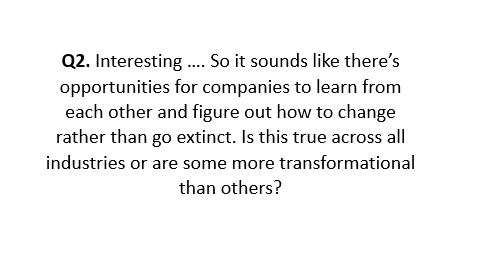 Q2. Interesting .... So it sounds like there's
opportunities for companies to learn from
each other and figure out how to change
rather than go extinct. Is this true across all
industries or are some more transformational
than others?